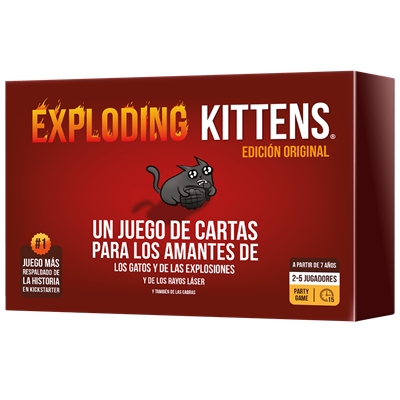 EXPLODING KITTENS®
EDICIÓN ORIGINAL
UN JUEGO DE CARTAS
PARA LOS AMANTES DE
LOS GATOS Y DE LAS EXPLOSIONES
Y DE LOS RAYOS LÁSER
Y TAMBIÉN DE LAS CABRAS
#1
JUEGO MÁS
RESPALDADO DE
LA HISTORIA
EN KICKSTARTER
A PARTIR DE 7 AÑOS
2-5 JUGADORES
PARTY
GAME
15